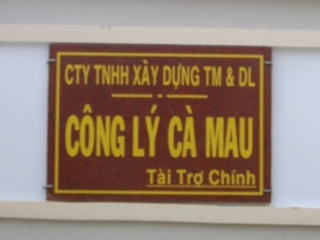 CTY TNHH XÂY DỰNG TM & DL
CÔNG LÝ CÀ MAU
Tài Trợ Chính